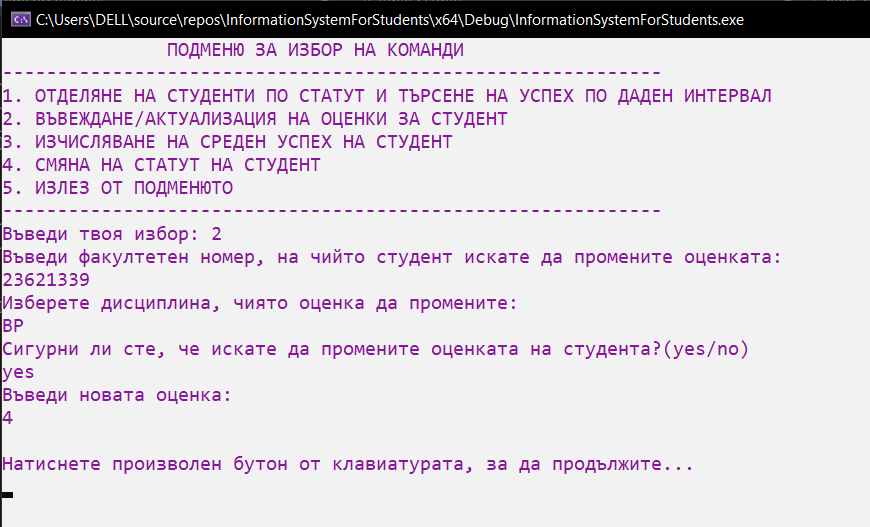 C:\Users\DELL\source\repos\InformationSystemForStudents\x64\Debug\InformationSystemForStudents.exe
ПОДМЕНЮ ЗА ИЗБОР НА КОМАНДИ
------------------------------------------------------------
1. ОТДЕЛЯНЕ НА СТУДЕНТИ ПО СТАТУТ И ТЪРСЕНЕ НА УСПЕХ ПО ДАДЕН ИНТЕРВАЛ
2. ВЪВЕЖДАНЕ/АКТУАЛИЗАЦИЯ НА ОЦЕНКИ ЗА СТУДЕНТ
3. ИЗЧИСЛЯВАНЕ НА СРЕДЕН УСПЕХ НА СТУДЕНТ
4. СМЯНА НА СТАТУТ НА СТУДЕНТ
5. ИЗЛЕЗ ОТ ПОДМЕНЮТО
------------------------------------------------------------
Въведи твоя избор: 2
Въведи факултетен номер, на чийто студент искате да промените оценката:
23621339
Изберете дисциплина, чиято оценка да промените:
BP
Сигурни ли сте, че искате да промените оценката на студента?(yes/no)
yes
Въведи новата оценка:
4
Натиснете произволен бутон от клавиатурата, за да продължите...